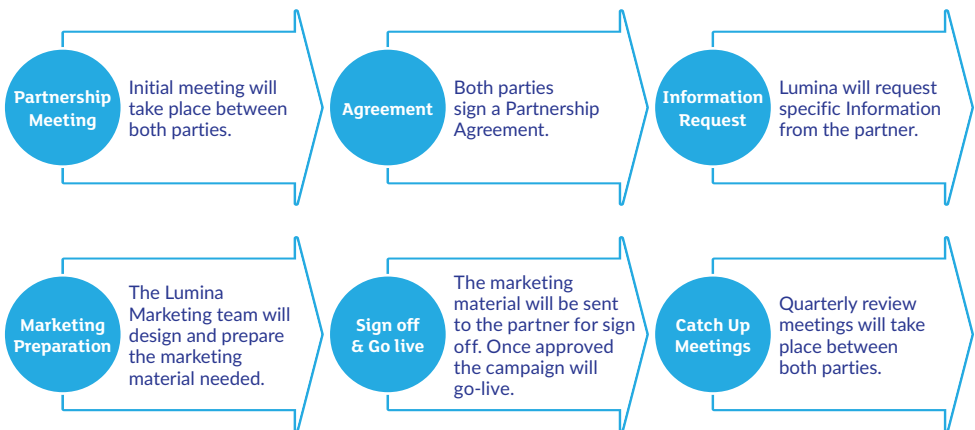 Partnership
Meeting
Initial meeting will
take place between
both parties.
Agreement
Both parties
sign a Partnership
Agreement.
Information
Request
Lumina will request
specific Information
from the partner.
Marketing
Preparation
The Lumina
Marketing team will
design and prepare
the marketing
material needed.
Sign off
& Go live
The marketing
material will be sent
to the partner for sign
off. Once approved
the campaign will
go-live.
Catch Up
Meetings
Quarterly review
meetings will take
place between
both parties.